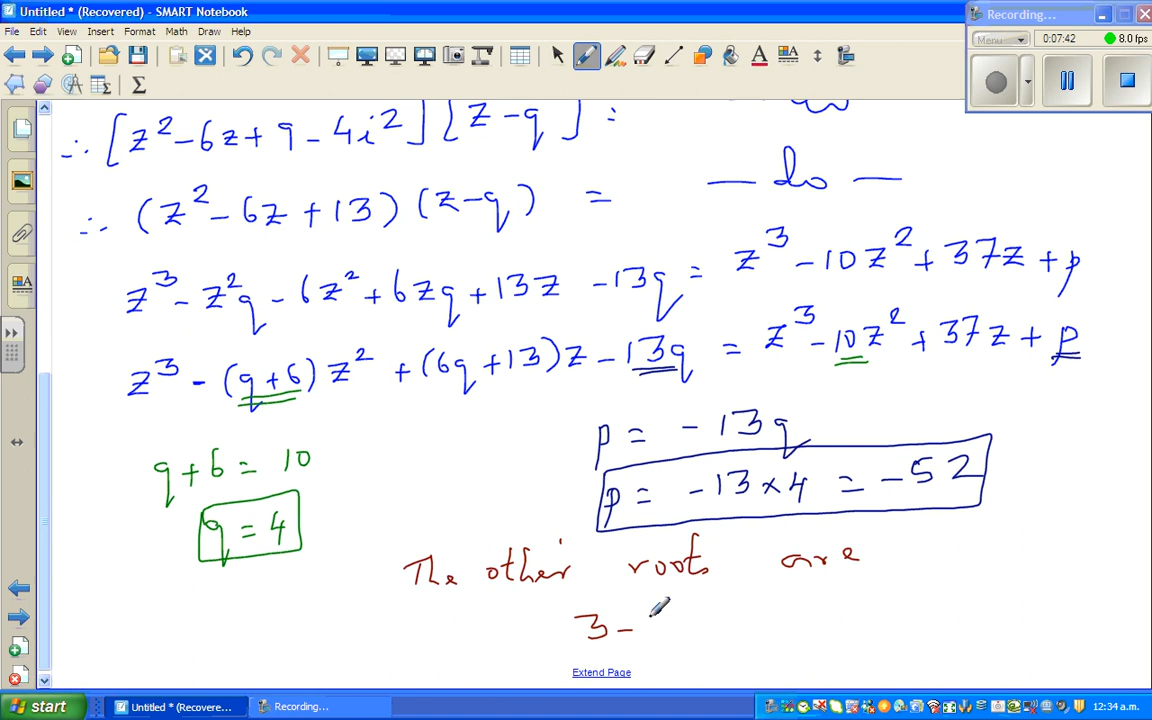 Untitled * (Recovered) - SMART Notebook
File Edit View Insert Format Math Draw Help
Recording...
Menu
0:07:42
8.0 fps
∴ [z² - 6z + 9 - 4i²] [z - q] =
∴ (z² - 6z + 13) (z - q) = — do —
z³ - z²q - 6z² + 6zq + 13z - 13q = z³ - 10z² + 37z + p
z³ - (q+6)z² + (6q+13)z - 13q = z³ - 10z² + 37z + p
q + 6 = 10
q = 4
p = - 13q
p = - 13 × 4 = - 52
The other roots are
3 -
Extend Page
start
Untitled * (Recovere...
Recording...
12:34 a.m.